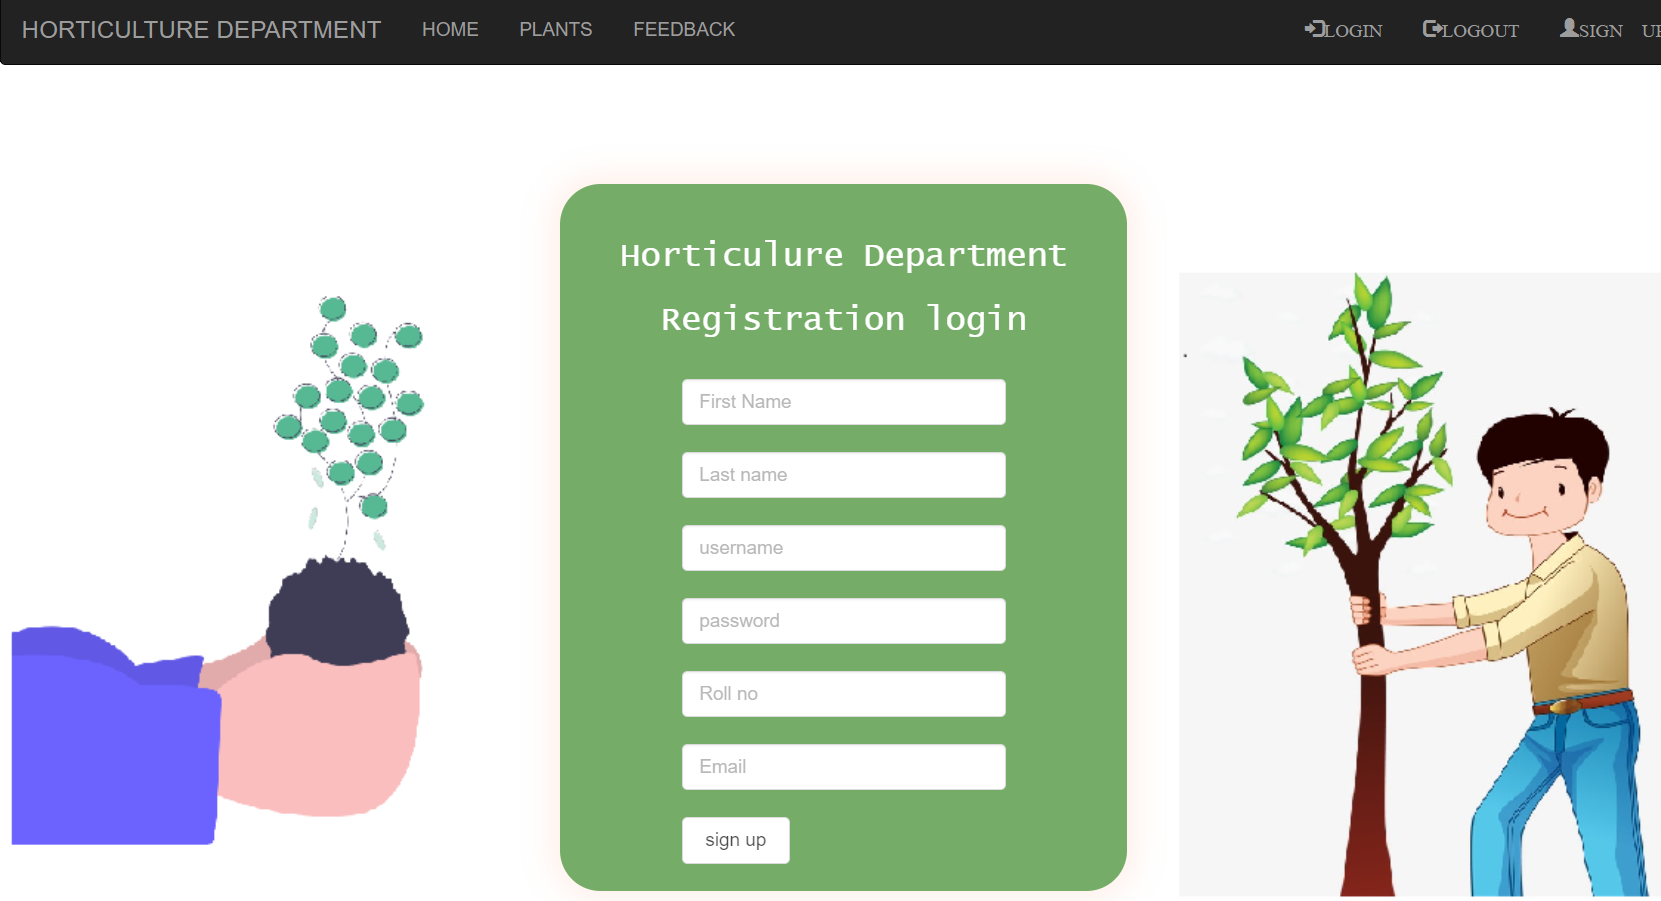 HORTICULTURE DEPARTMENT HOME PLANTS FEEDBACK LOGIN LOGOUT SIGN
Horticulure Department
Registration login
First Name
Last name
username
password
Roll no
Email
sign up